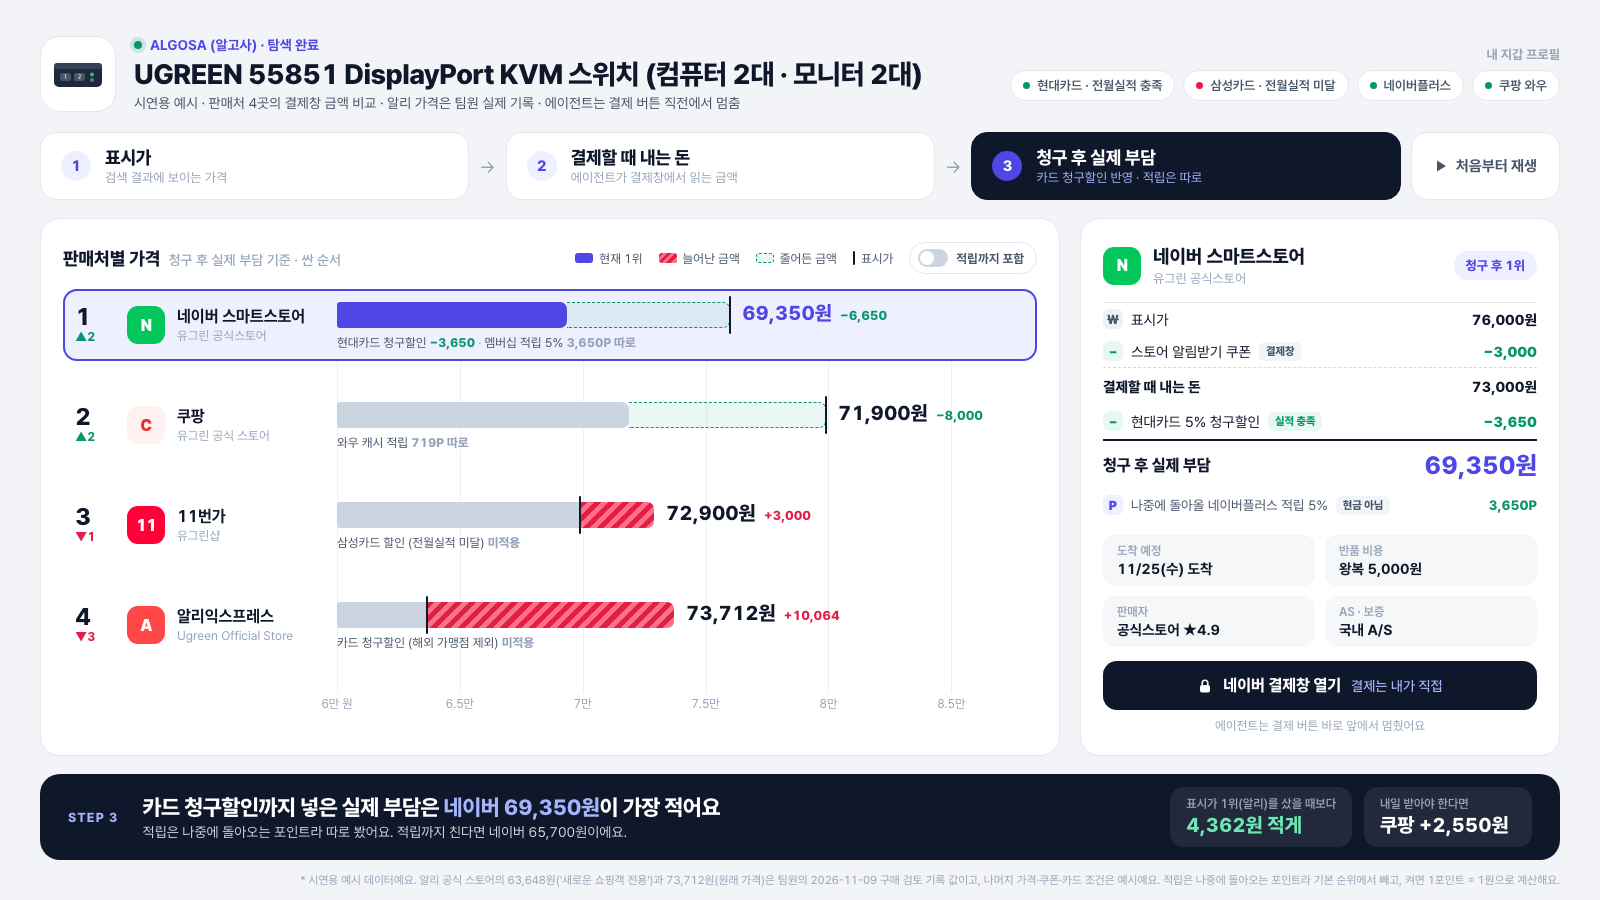 ALGOSA (알고사) · 탐색 완료
UGREEN 55851 DisplayPort KVM 스위치 (컴퓨터 2대 · 모니터 2대)
시연용 예시 · 판매처 4곳의 결제창 금액 비교 · 알리 가격은 팀원 실제 기록 · 에이전트는 결제 버튼 직전에서 멈춤
내 지갑 프로필
현대카드 · 전월실적 충족
삼성카드 · 전월실적 미달
네이버플러스
쿠팡 와우
1 표시가
검색 결과에 보이는 가격
→
2 결제할 때 내는 돈
에이전트가 결제창에서 읽는 금액
→
3 청구 후 실제 부담
카드 청구할인 반영 · 적립은 따로
▶ 처음부터 재생
판매처별 가격 청구 후 실제 부담 기준 · 싼 순서
현재 1위 늘어난 금액 줄어든 금액 표시가 적립까지 포함
1 ▲2 N 네이버 스마트스토어
유그린 공식스토어
69,350원 −6,650
현대카드 청구할인 −3,650 · 멤버십 적립 5% 3,650P 따로
2 ▲2 C 쿠팡
유그린 공식 스토어
71,900원 −8,000
와우 캐시 적립 719P 따로
3 ▼1 11 11번가
유그린샵
72,900원 +3,000
삼성카드 할인 (전월실적 미달) 미적용
4 ▼3 A 알리익스프레스
Ugreen Official Store
73,712원 +10,064
카드 청구할인 (해외 가맹점 제외) 미적용
6만 원 6.5만 7만 7.5만 8만 8.5만
N 네이버 스마트스토어
유그린 공식스토어
청구 후 1위
₩ 표시가 76,000원
− 스토어 알림받기 쿠폰 결제창 −3,000
결제할 때 내는 돈 73,000원
− 현대카드 5% 청구할인 실적 충족 −3,650
청구 후 실제 부담 69,350원
P 나중에 돌아올 네이버플러스 적립 5% 현금 아님 3,650P
도착 예정
11/25(수) 도착
반품 비용
왕복 5,000원
판매자
공식스토어 ★4.9
AS · 보증
국내 A/S
네이버 결제창 열기 결제는 내가 직접
에이전트는 결제 버튼 바로 앞에서 멈췄어요
STEP 3
카드 청구할인까지 넣은 실제 부담은 네이버 69,350원이 가장 적어요
적립은 나중에 돌아오는 포인트라 따로 봤어요. 적립까지 친다면 네이버 65,700원이에요.
표시가 1위(알리)를 샀을 때보다
4,362원 적게
내일 받아야 한다면
쿠팡 +2,550원
* 시연용 예시 데이터예요. 알리 공식 스토어의 63,648원('새로운 쇼핑객 전용')과 73,712원(원래 가격)은 팀원의 2026-11-09 구매 검토 기록 값이고, 나머지 가격·쿠폰·카드 조건은 예시예요. 적립은 나중에 돌아오는 포인트라 기본 순위에서 빼고, 켜면 1포인트 = 1원으로 계산해요.